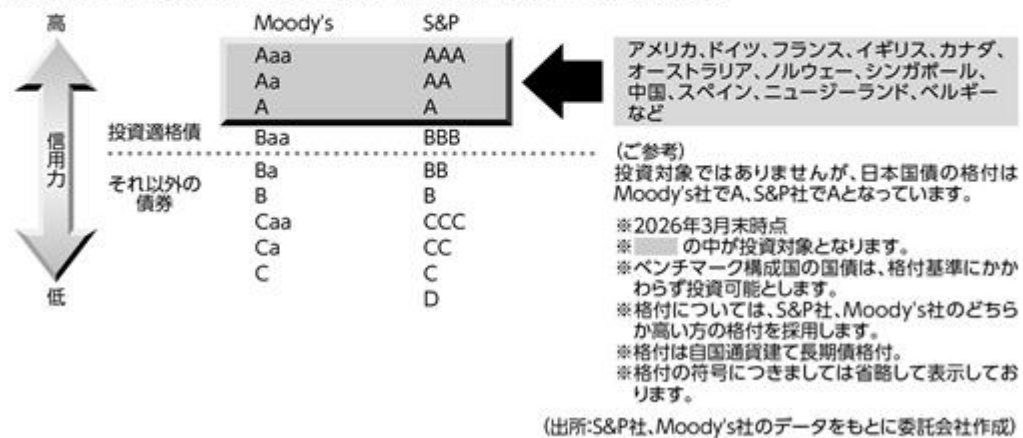 高
Moody's S&P
Aaa AAA
Aa AA
A A
投資適格債 Baa BBB
信用力
それ以外の
債券
Ba BB
B B
Caa CCC
Ca CC
C C
D
低
アメリカ、ドイツ、フランス、イギリス、カナダ、
オーストラリア、ノルウェー、シンガポール、
中国、スペイン、ニュージーランド、ベルギー
など
(ご参考)
投資対象ではありませんが、日本国債の格付は
Moody's社でA、S&P社でAとなっています。
※2026年3月末時点
※ の中が投資対象となります。
※ベンチマーク構成国の国債は、格付基準にかか
わらず投資可能とします。
※格付については、S&P社、Moody's社のどちら
か高い方の格付を採用します。
※格付は自国通貨建て長期債格付。
※格付の符号につきましては省略して表示してお
ります。
(出所:S&P社、Moody's社のデータをもとに委託会社作成)